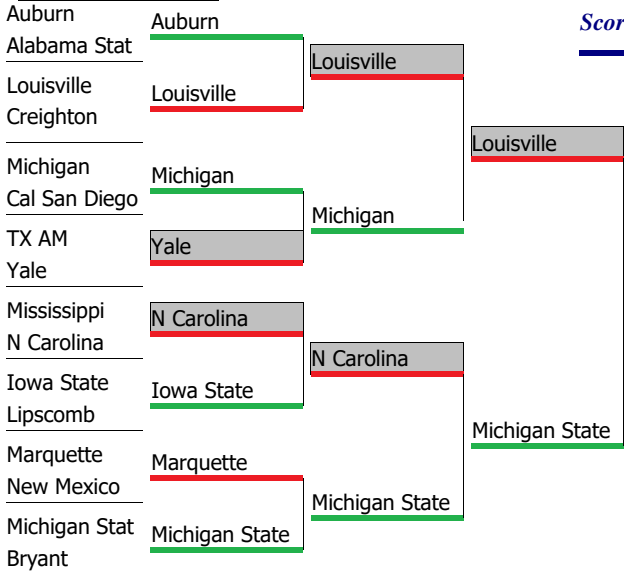 Auburn
Alabama Stat
Louisville
Creighton
Michigan
Cal San Diego
TX AM
Yale
Mississippi
N Carolina
Iowa State
Lipscomb
Marquette
New Mexico
Michigan Stat
Bryant
Auburn
Louisville
Michigan
Yale
N Carolina
Iowa State
Marquette
Michigan State
Louisville
Michigan
N Carolina
Michigan State
Louisville
Michigan State
Scor